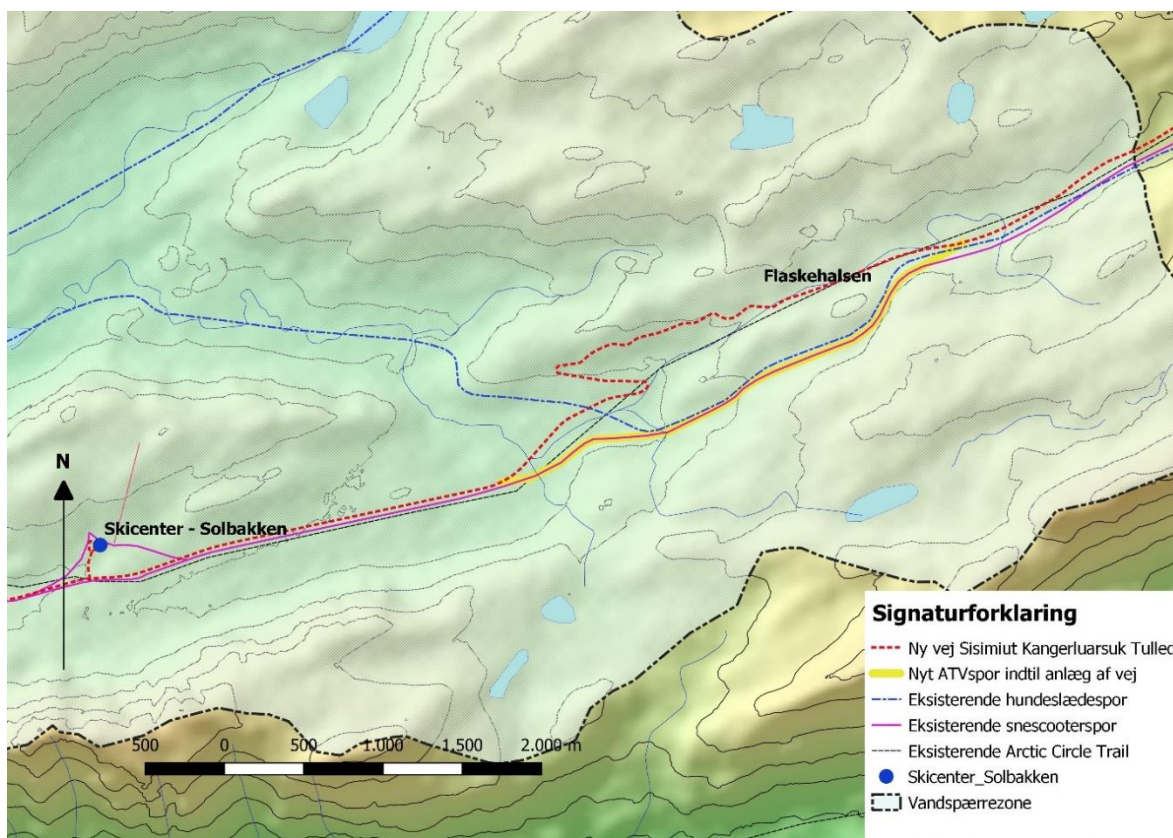 Flaskehalsen
N
Skicenter - Solbakken
Signaturforklaring
Ny vej Sisimiut Kangerluarsuk Tulleq
Nyt ATVspor indtil anlæg af vej
Eksisterende hundeslædespor
Eksisterende snescooterspor
Eksisterende Arctic Circle Trail
Skicenter_Solbakken
Vandspærrezone
500 0 500 1.000 1.500 2.000 m